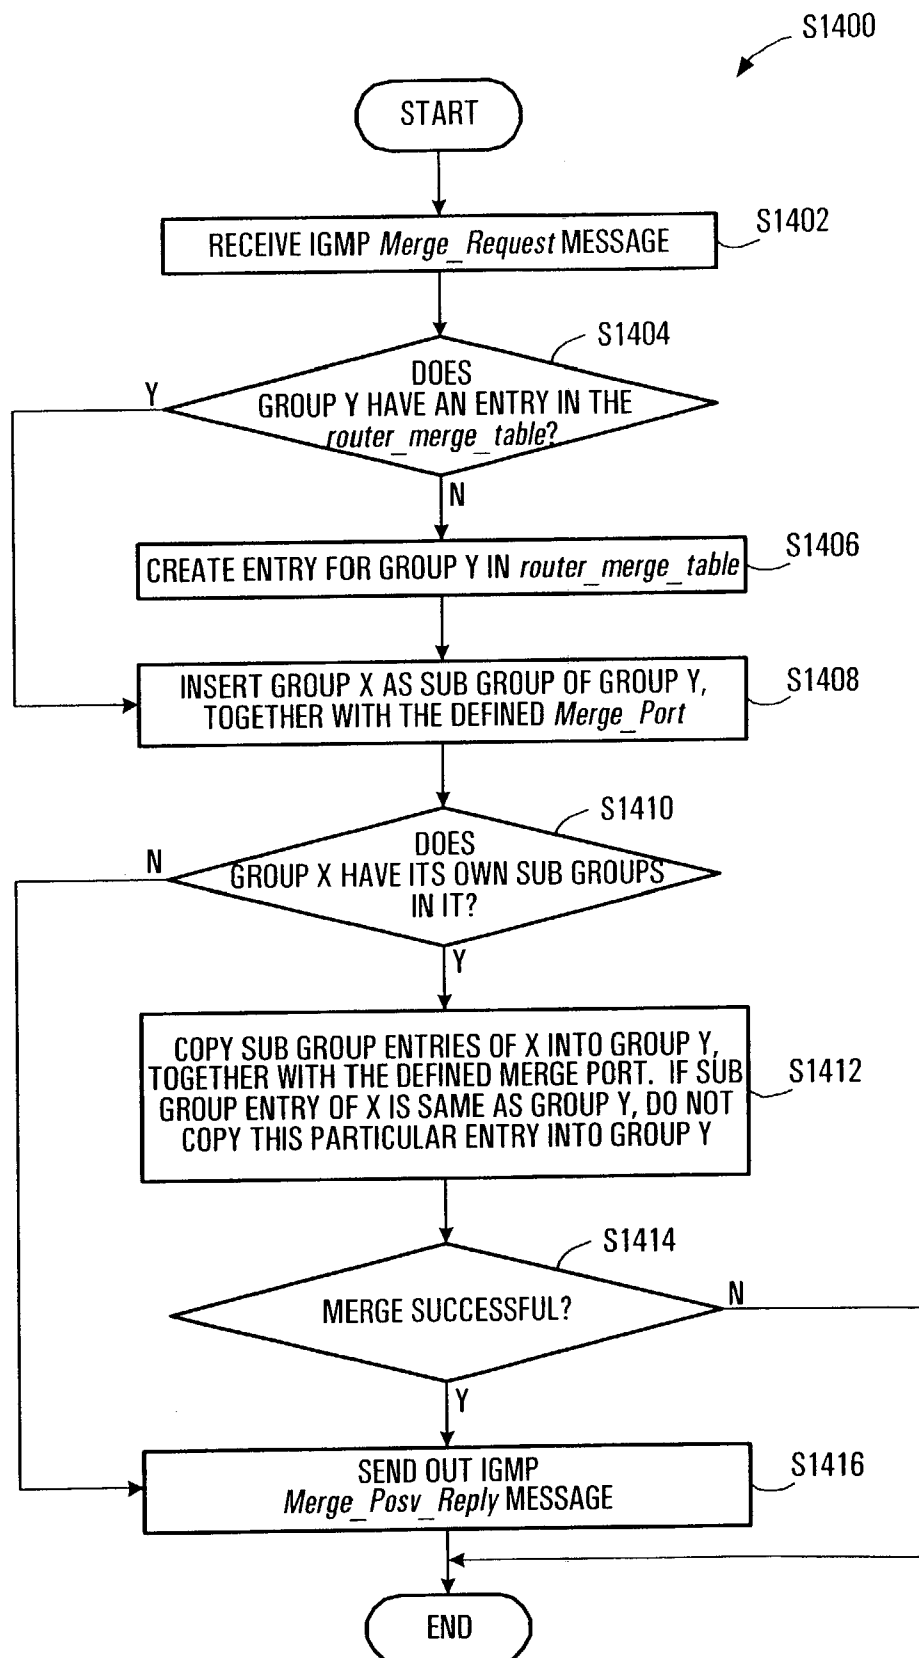 S1400
START
RECEIVE IGMP Merge_Request MESSAGE
S1402
S1404
DOES
GROUP Y HAVE AN ENTRY IN THE
router_merge_table?
Y
N
CREATE ENTRY FOR GROUP Y IN router_merge_table
S1406
INSERT GROUP X AS SUB GROUP OF GROUP Y,
TOGETHER WITH THE DEFINED Merge_Port
S1408
S1410
DOES
GROUP X HAVE ITS OWN SUB GROUPS
IN IT?
N
Y
COPY SUB GROUP ENTRIES OF X INTO GROUP Y,
TOGETHER WITH THE DEFINED MERGE PORT. IF SUB
GROUP ENTRY OF X IS SAME AS GROUP Y, DO NOT
COPY THIS PARTICULAR ENTRY INTO GROUP Y
S1412
S1414
MERGE SUCCESSFUL?
N
Y
SEND OUT IGMP
Merge_Posv_Reply MESSAGE
S1416
END